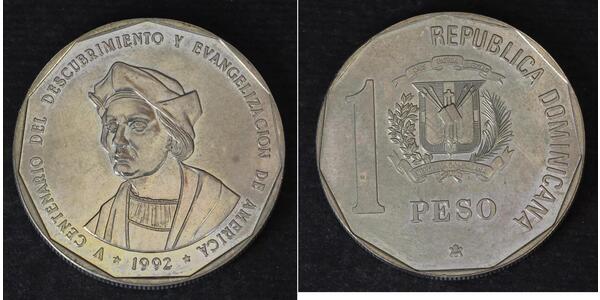 V CENTENARIO DEL DESCUBRIMIENTO Y EVANGELIZACION DE AMERICA
★ 1992 ★
REPUBLICA DOMINICANA
1
PESO